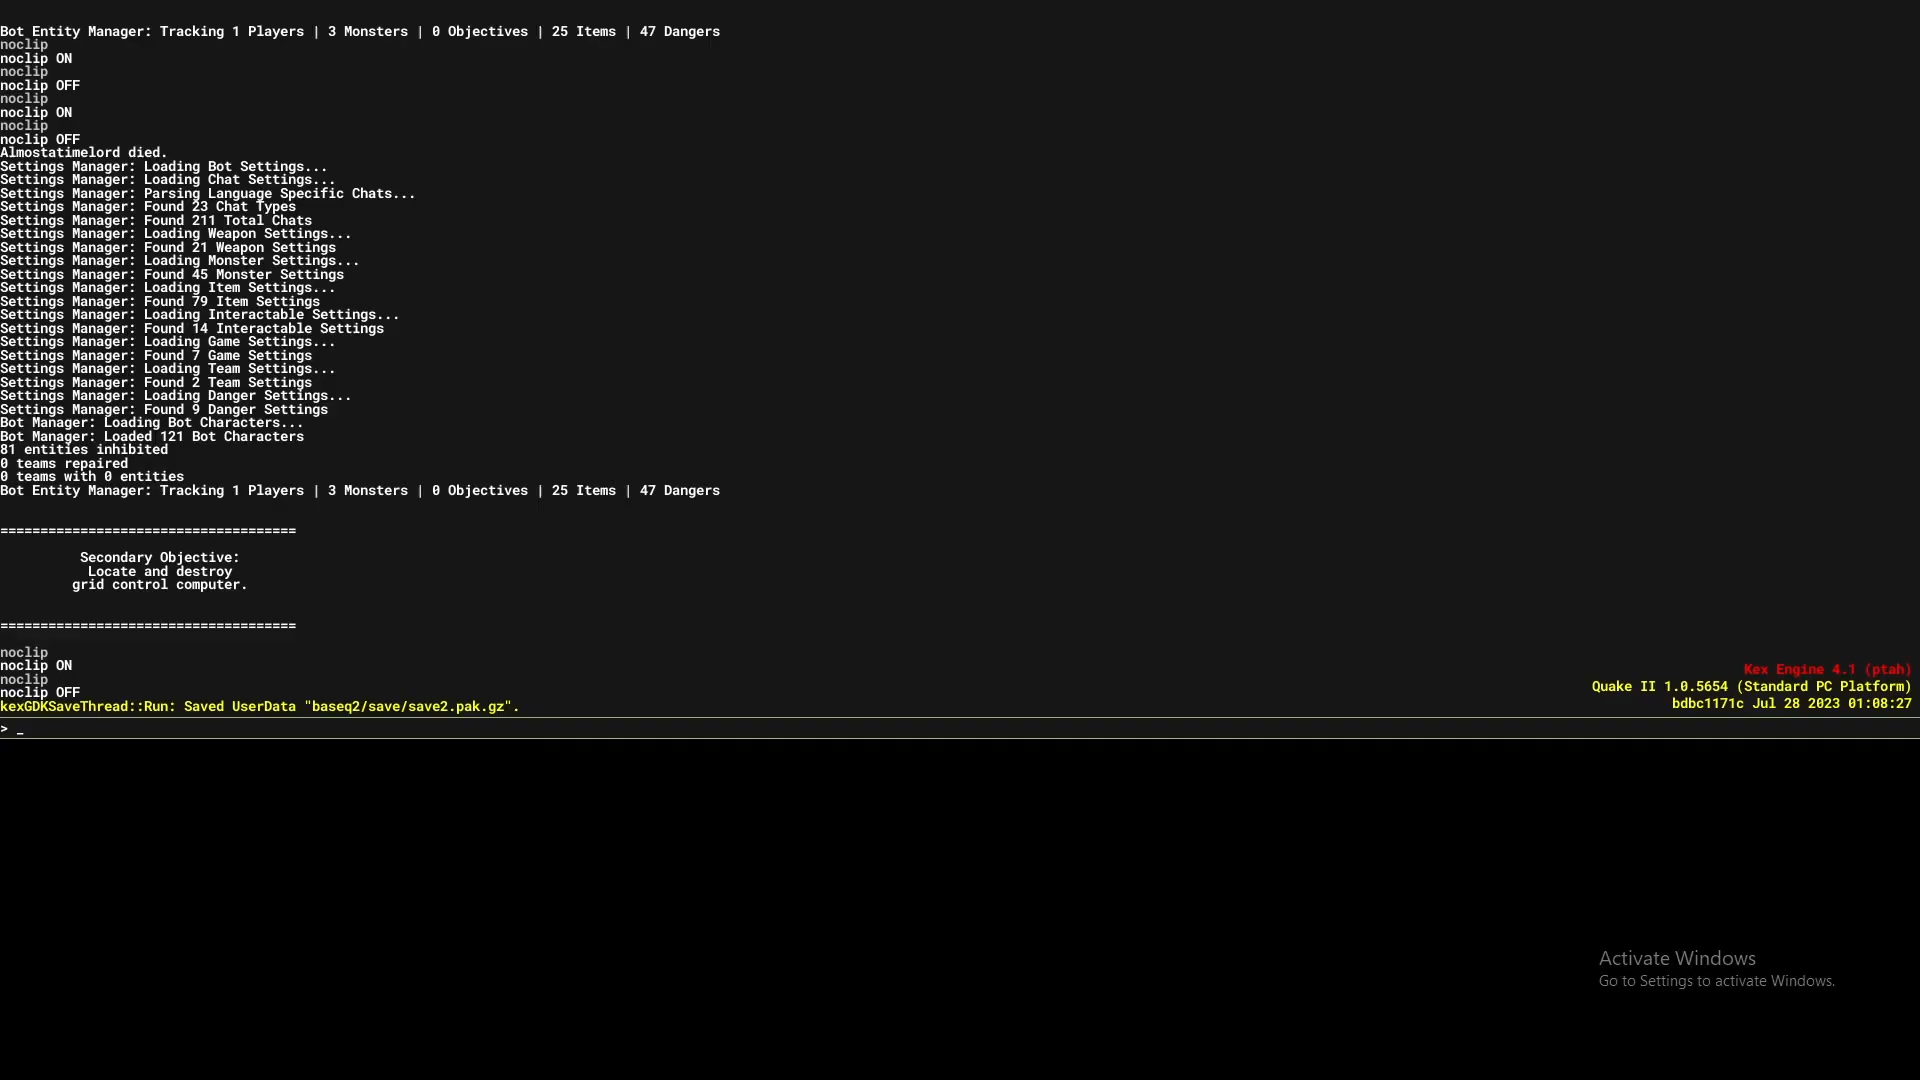 Bot Entity Manager: Tracking 1 Players | 3 Monsters | 0 Objectives | 25 Items | 47 Dangers
noclip
noclip ON
noclip
noclip OFF
noclip
noclip ON
noclip
noclip OFF
Almostatimelord died.
Settings Manager: Loading Bot Settings...
Settings Manager: Loading Chat Settings...
Settings Manager: Parsing Language Specific Chats...
Settings Manager: Found 23 Chat Types
Settings Manager: Found 211 Total Chats
Settings Manager: Loading Weapon Settings...
Settings Manager: Found 21 Weapon Settings
Settings Manager: Loading Monster Settings...
Settings Manager: Found 45 Monster Settings
Settings Manager: Loading Item Settings...
Settings Manager: Found 79 Item Settings
Settings Manager: Loading Interactable Settings...
Settings Manager: Found 14 Interactable Settings
Settings Manager: Loading Game Settings...
Settings Manager: Found 7 Game Settings
Settings Manager: Loading Team Settings...
Settings Manager: Found 2 Team Settings
Settings Manager: Loading Danger Settings...
Settings Manager: Found 9 Danger Settings
Bot Manager: Loading Bot Characters...
Bot Manager: Loaded 121 Bot Characters
81 entities inhibited
0 teams repaired
0 teams with 0 entities
Bot Entity Manager: Tracking 1 Players | 3 Monsters | 0 Objectives | 25 Items | 47 Dangers
=====================================
Secondary Objective:
Locate and destroy
grid control computer.
=====================================
noclip
noclip ON
noclip
noclip OFF
kexGDKSaveThread::Run: Saved UserData "baseq2/save/save2.pak.gz".
Kex Engine 4.1 (ptah)
Quake II 1.0.5654 (Standard PC Platform)
bdbc1171c Jul 28 2023 01:08:27
> _
Activate Windows
Go to Settings to activate Windows.